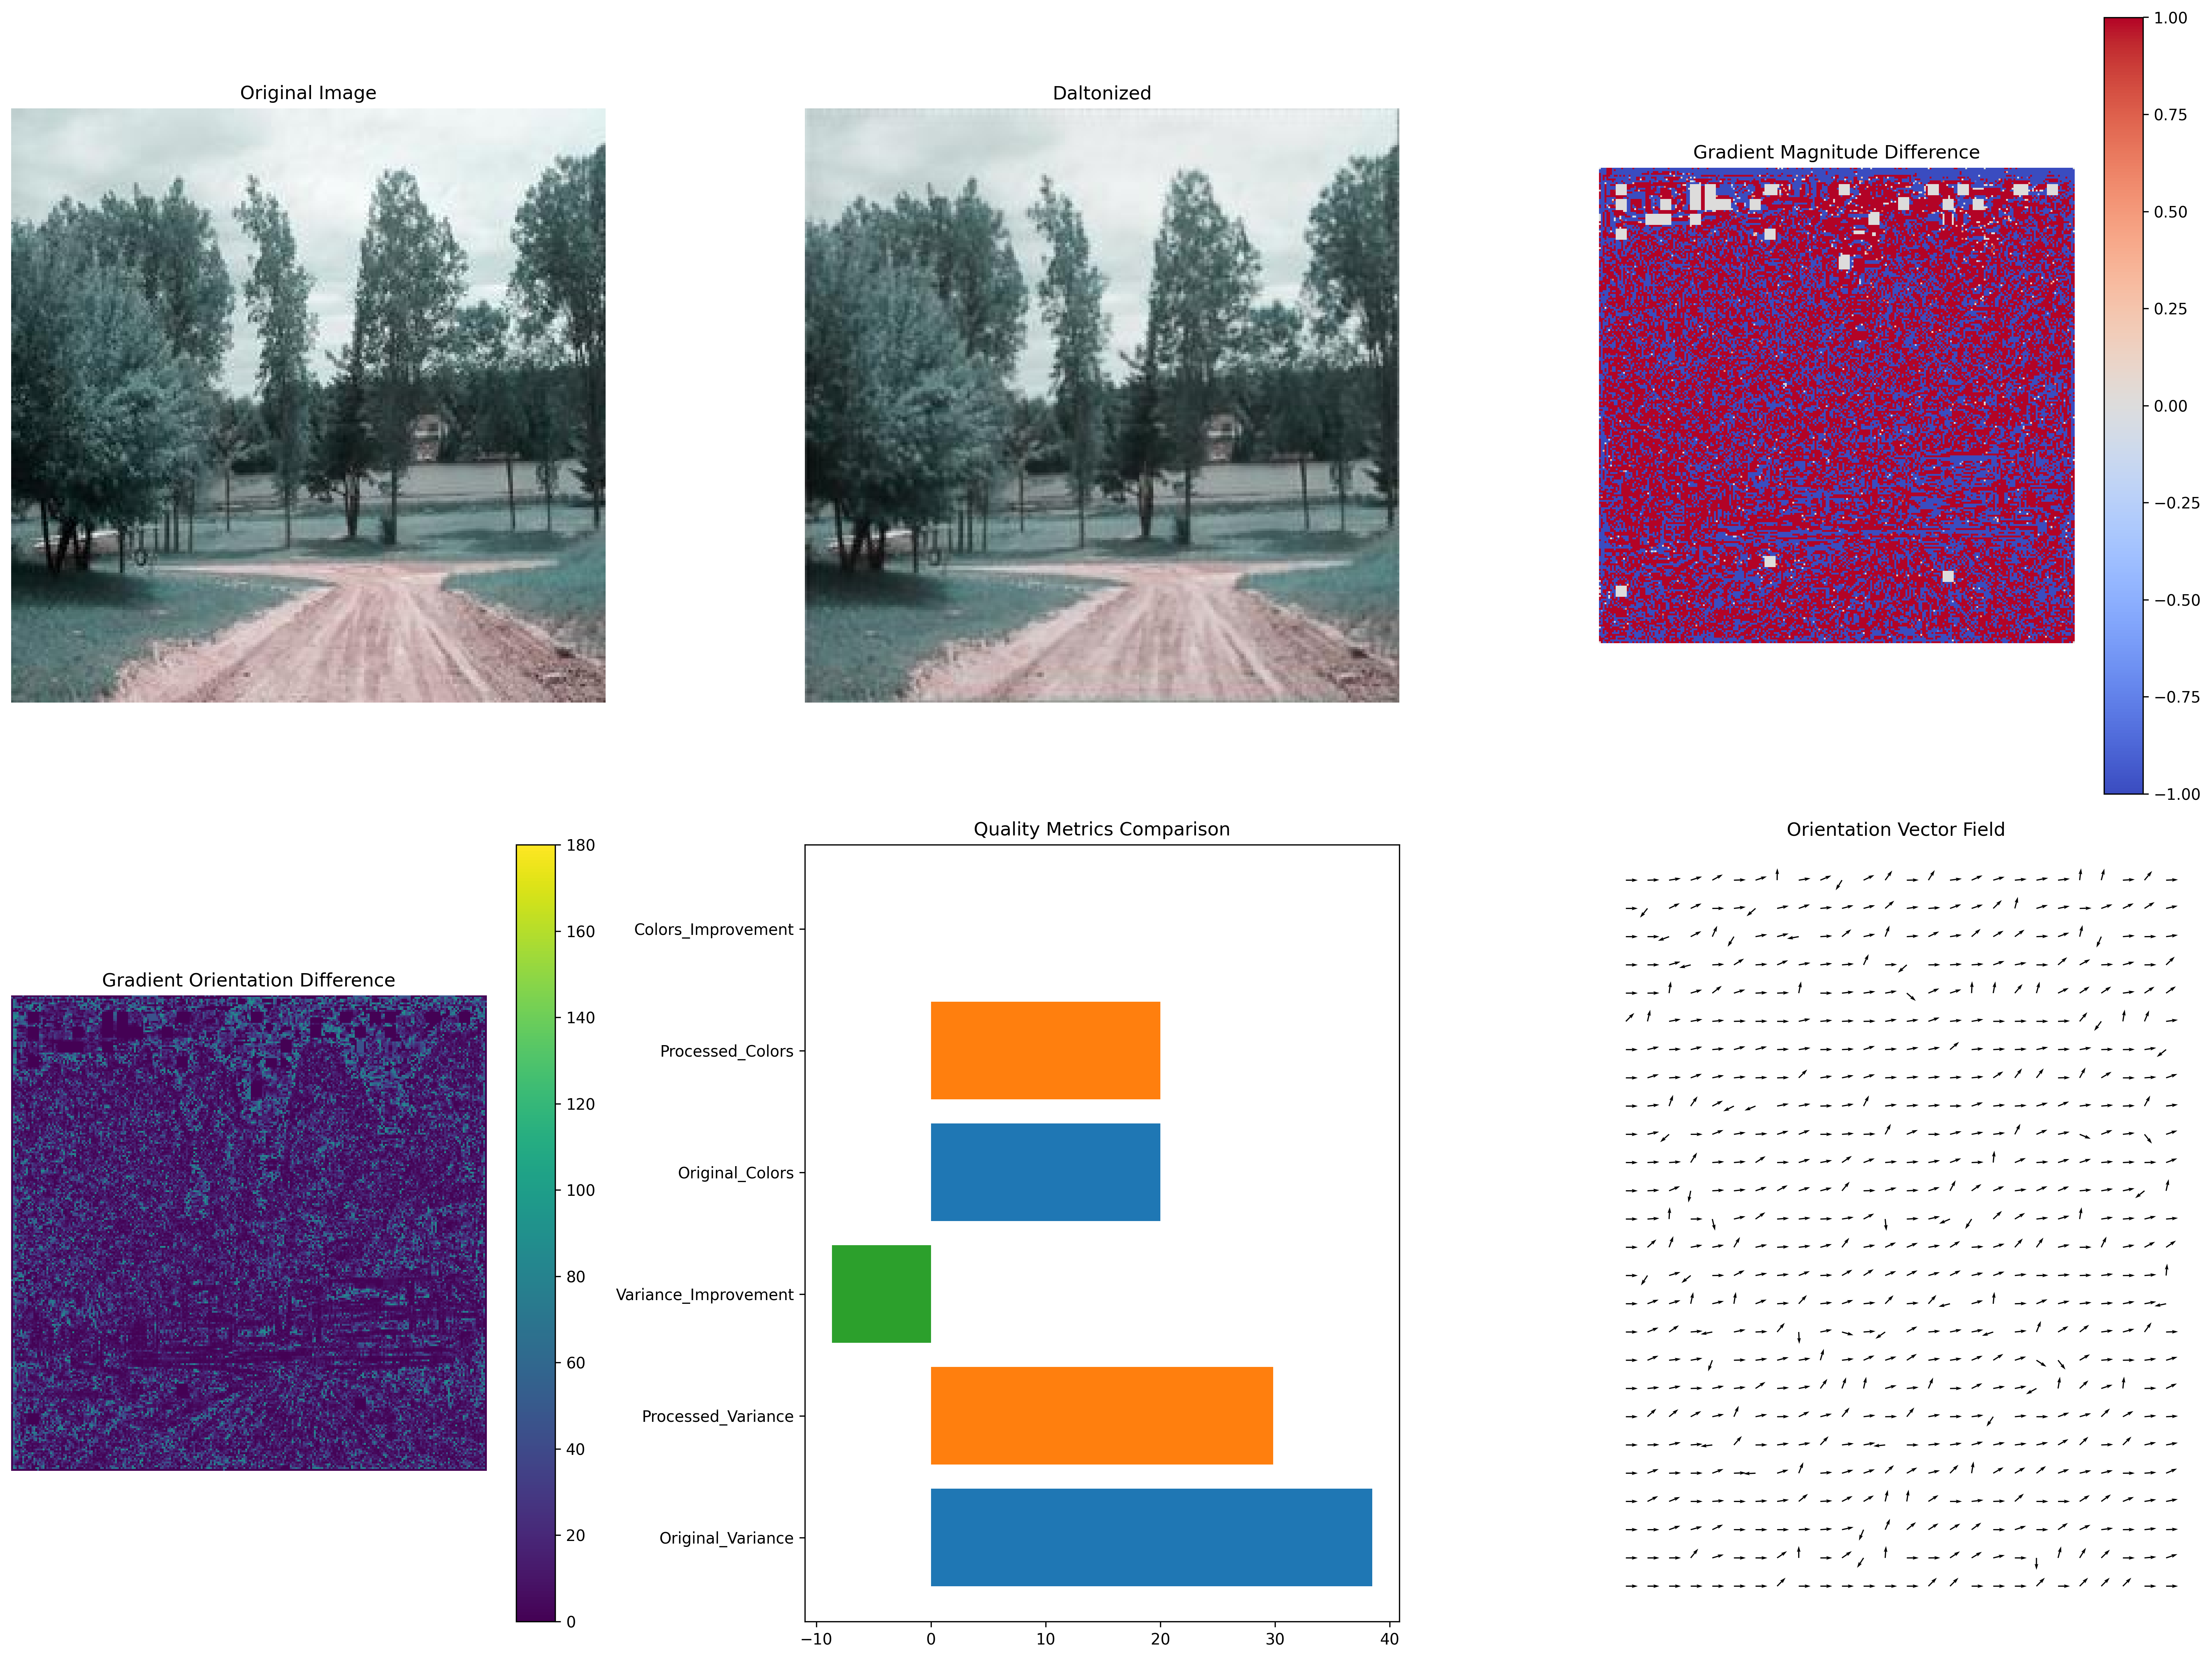 Original Image
Daltonized
Gradient Magnitude Difference
1.00
0.75
0.50
0.25
0.00
−0.25
−0.50
−0.75
−1.00
Gradient Orientation Difference
180
160
140
120
100
80
60
40
20
0
Quality Metrics Comparison
Colors_Improvement
Processed_Colors
Original_Colors
Variance_Improvement
Processed_Variance
Original_Variance
−10 0 10 20 30 40
Orientation Vector Field